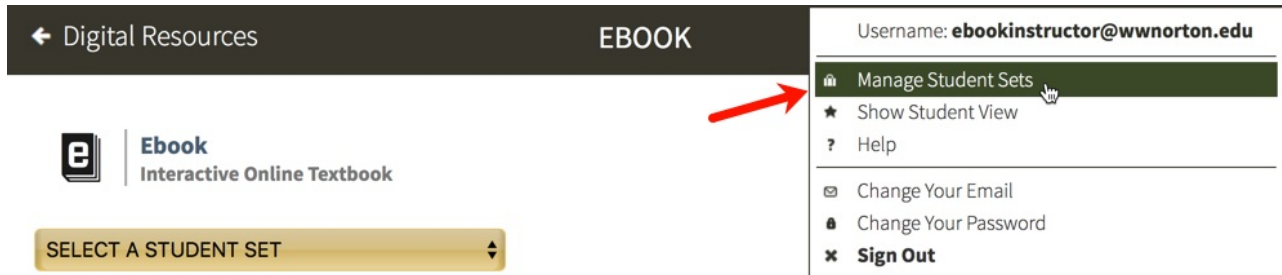 Digital Resources
EBOOK
Username: ebookinstructor@wwnorton.edu
Manage Student Sets
Show Student View
? Help
Change Your Email
Change Your Password
Sign Out
e
Ebook
Interactive Online Textbook
SELECT A STUDENT SET